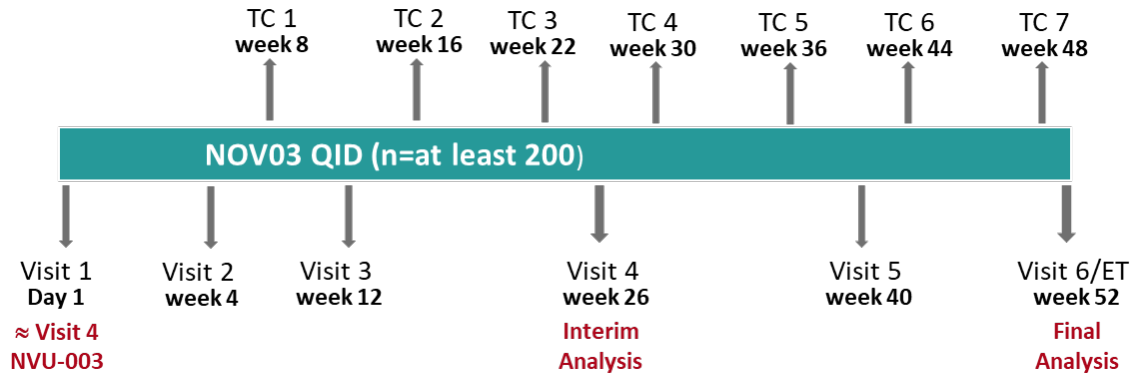 TC 1 TC 2 TC 3 TC 4 TC 5 TC 6 TC 7
week 8 week 16 week 22 week 30 week 36 week 44 week 48
NOV03 QID (n=at least 200)
Visit 1 Visit 2 Visit 3 Visit 4 Visit 5 Visit 6/ET
Day 1 week 4 week 12 week 26 week 40 week 52
≈ Visit 4 Interim Final
NVU-003 Analysis Analysis